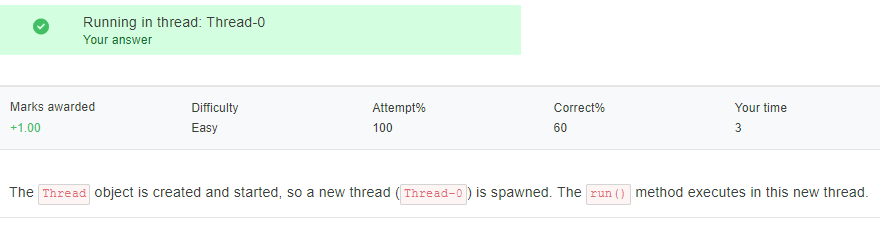 Running in thread: Thread-0
Your answer
Marks awarded Difficulty Attempt% Correct% Your time
+1.00 Easy 100 60 3
The Thread object is created and started, so a new thread (Thread-0) is spawned. The run() method executes in this new thread.